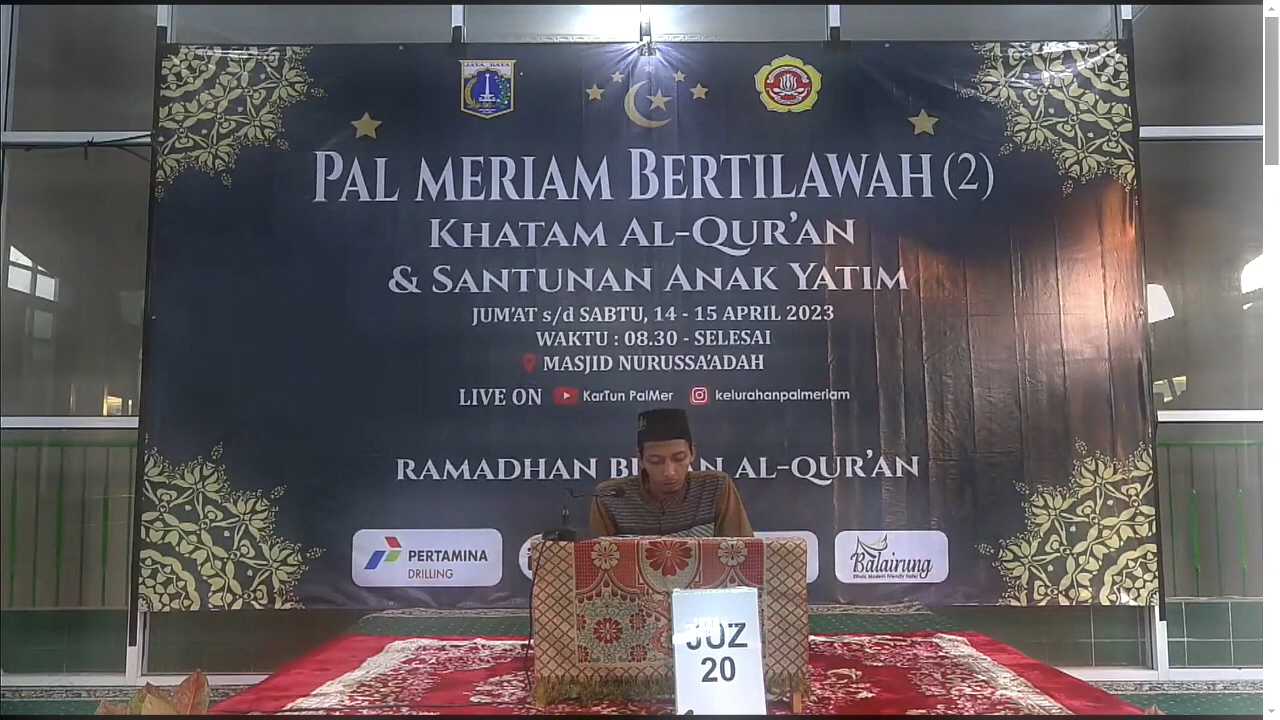 JAYA RAYA
PAL MERIAM BERTILAWAH (2)
KHATAM AL-QUR'AN
& SANTUNAN ANAK YATIM
JUM'AT s/d SABTU, 14 - 15 APRIL 2023
WAKTU : 08.30 - SELESAI
MASJID NURUSSA'ADAH
LIVE ON KarTun PalMer kelurahanpalmeriam
RAMADHAN AL-QUR'AN
PERTAMINA
DRILLING
Balairung
JUZ
20